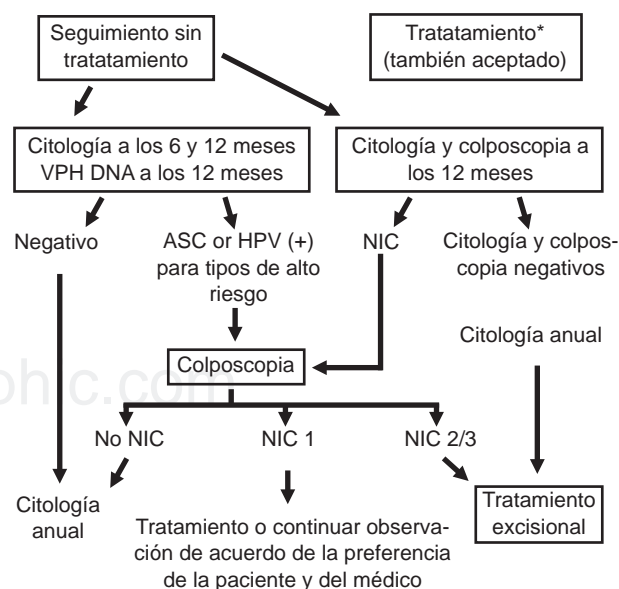 Seguimiento sin
tratatamiento
Tratatamiento*
(también aceptado)
Citología a los 6 y 12 meses
VPH DNA a los 12 meses
Citología y colposcopia a
los 12 meses
Negativo
ASC or HPV (+)
para tipos de alto
riesgo
NIC
Citología y colpos-
copia negativos
Citología anual
Colposcopia
No NIC
NIC 1
NIC 2/3
Citología
anual
Tratamiento o continuar observa-
ción de acuerdo de la preferencia
de la paciente y del médico
Tratamiento
excisional